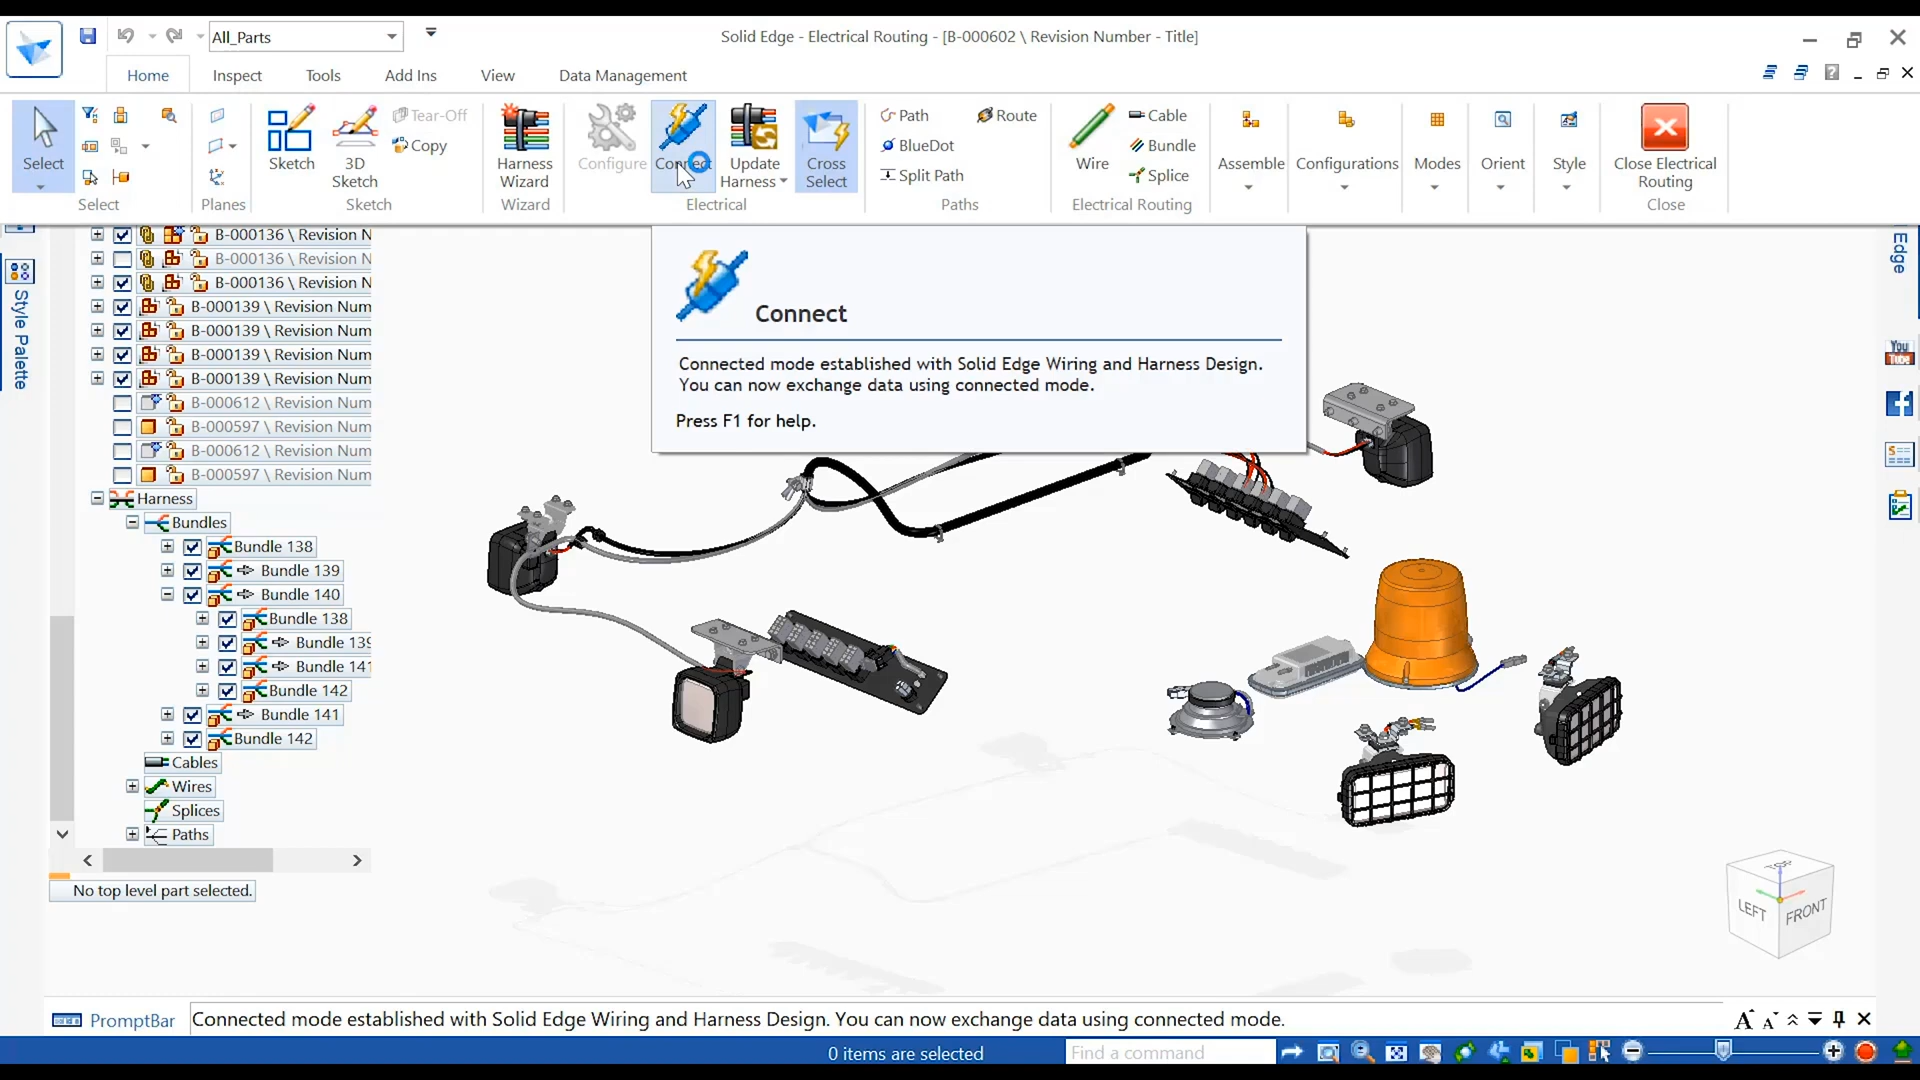 All_Parts
Solid Edge - Electrical Routing - [B-000602 \ Revision Number - Title]
Home
Inspect
Tools
Add Ins
View
Data Management
Select
Select
Planes
Sketch
3D
Sketch
Tear-Off
Copy
Sketch
Harness
Wizard
Wizard
Configure
Connect
Update
Harness
Cross
Select
Electrical
Path
BlueDot
Split Path
Route
Paths
Wire
Cable
Bundle
Splice
Electrical Routing
Assemble
Configurations
Modes
Orient
Style
Close Electrical
Routing
Close
Style Palette
B-000136 \ Revision N
B-000136 \ Revision N
B-000136 \ Revision N
B-000139 \ Revision Num
B-000139 \ Revision Num
B-000139 \ Revision Num
B-000139 \ Revision Num
B-000612 \ Revision Num
B-000597 \ Revision Num
B-000612 \ Revision Num
B-000597 \ Revision Num
Harness
Bundles
Bundle 138
Bundle 139
Bundle 140
Bundle 138
Bundle 139
Bundle 141
Bundle 142
Bundle 141
Bundle 142
Cables
Wires
Splices
Paths
No top level part selected.
Connect
Connected mode established with Solid Edge Wiring and Harness Design.
You can now exchange data using connected mode.
Press F1 for help.
Edge
You
Tube
TOP
LEFT
FRONT
PromptBar
Connected mode established with Solid Edge Wiring and Harness Design. You can now exchange data using connected mode.
0 items are selected
Find a command